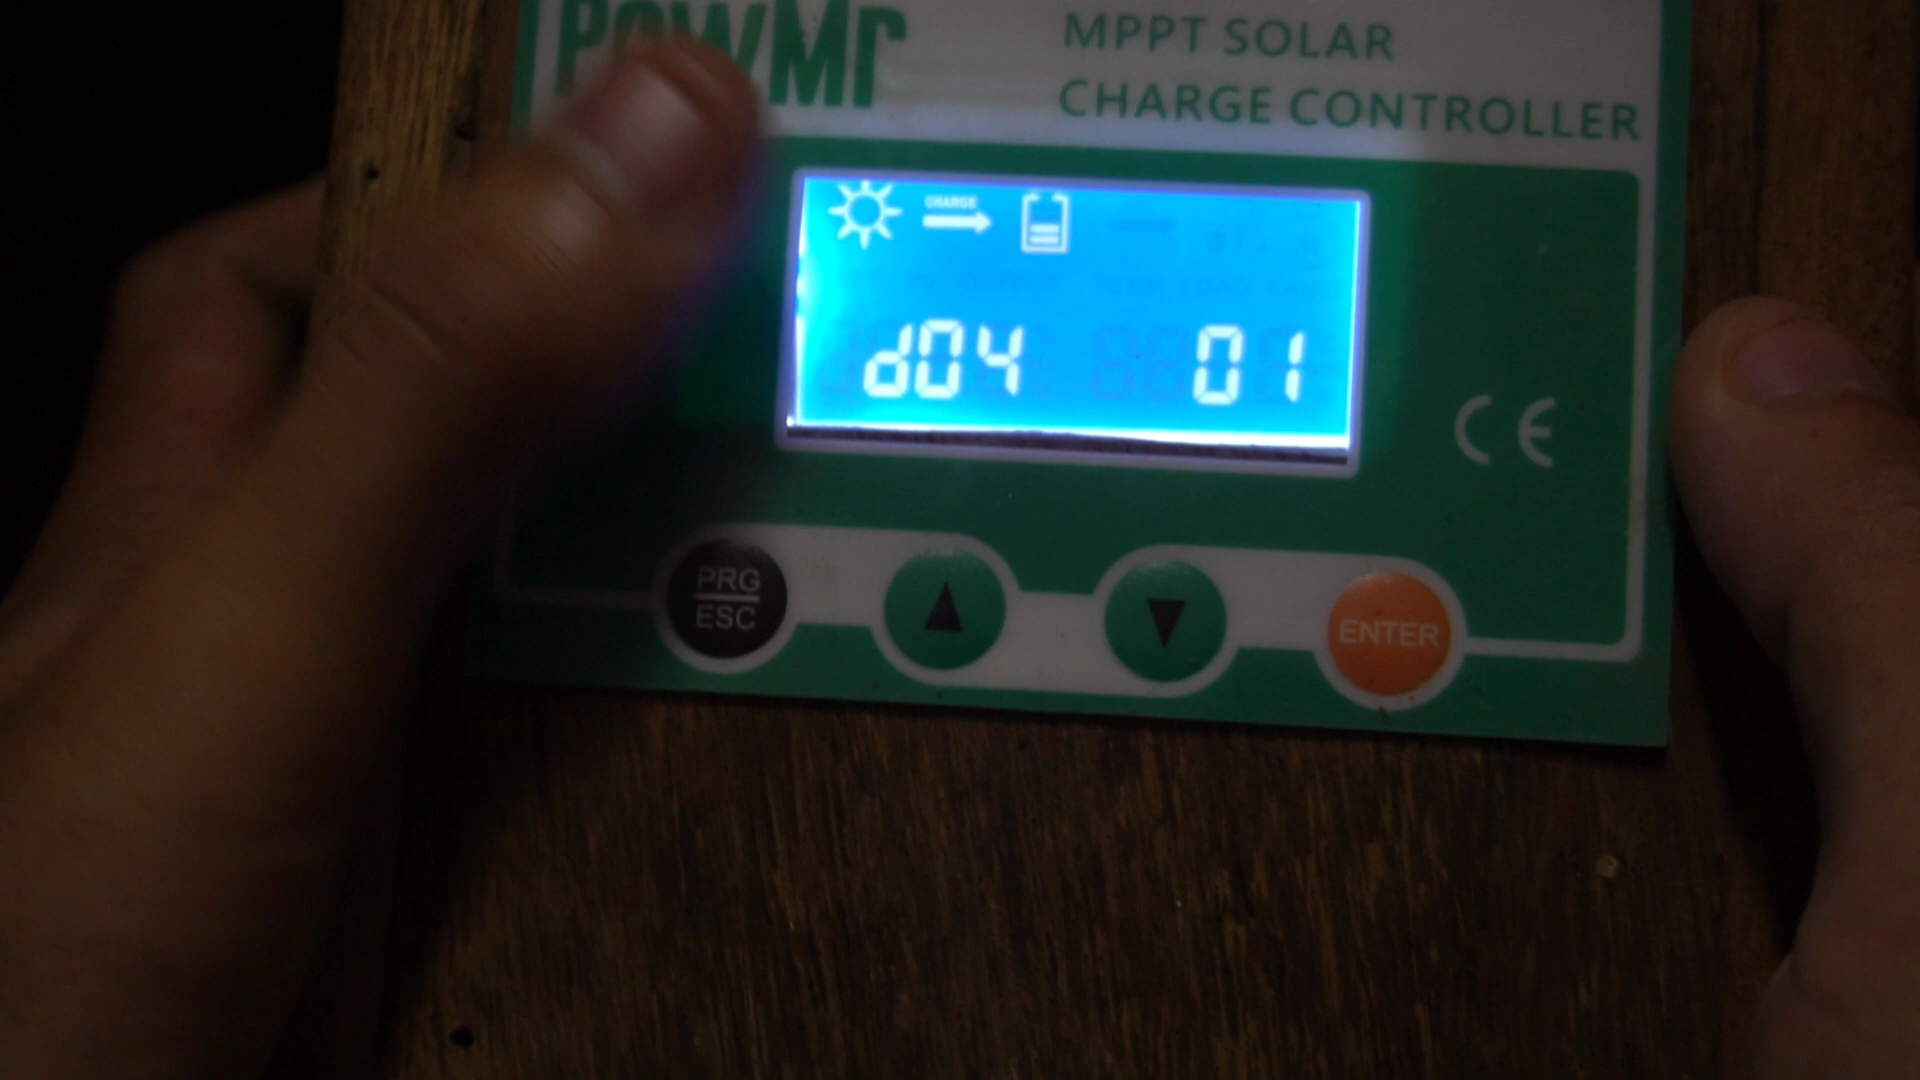 PowMr
MPPT SOLAR
CHARGE CONTROLLER
CHARGE
d04 01
CE
PRG
ESC
ENTER